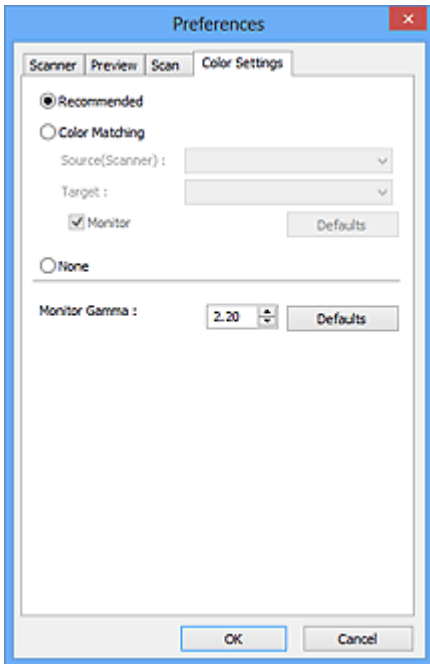 Preferences
Scanner Preview Scan Color Settings
Recommended
Color Matching
Source(Scanner) :
Target :
Monitor Defaults
None
Monitor Gamma : 2.20 Defaults
OK Cancel